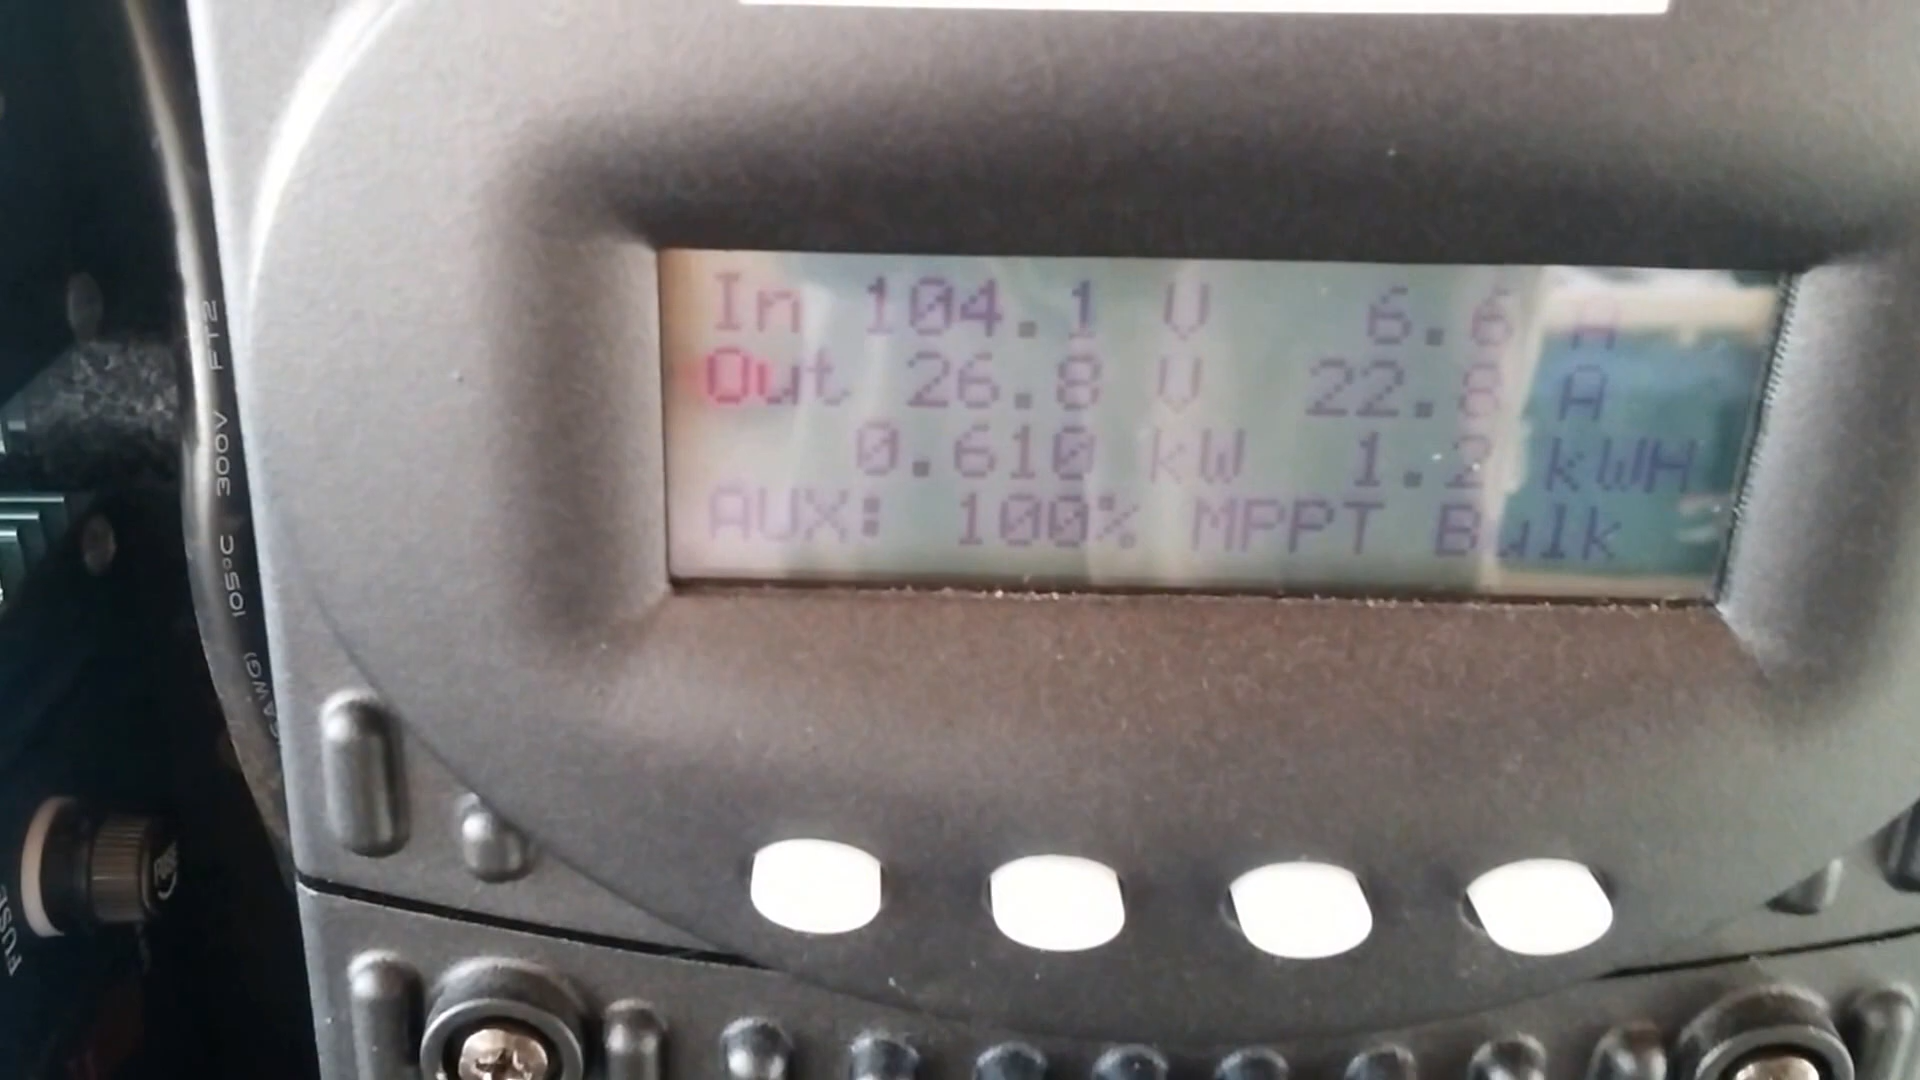 In 104.1 V 6.6 A
Out 26.8 V 22.8 A
0.610 kW 1.2 kWH
AUX: 100% MPPT Bulk
AWG) 105°C 300V FT2
FUSE